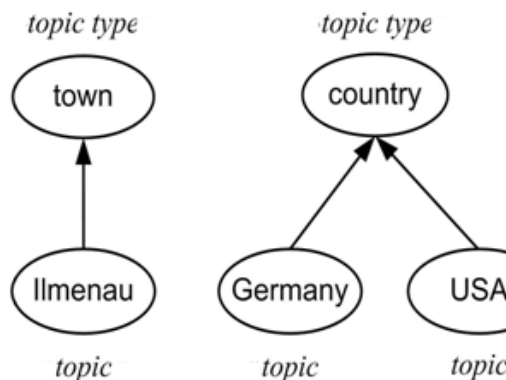 topic type topic type
town country
Ilmenau Germany USA
topic topic topic